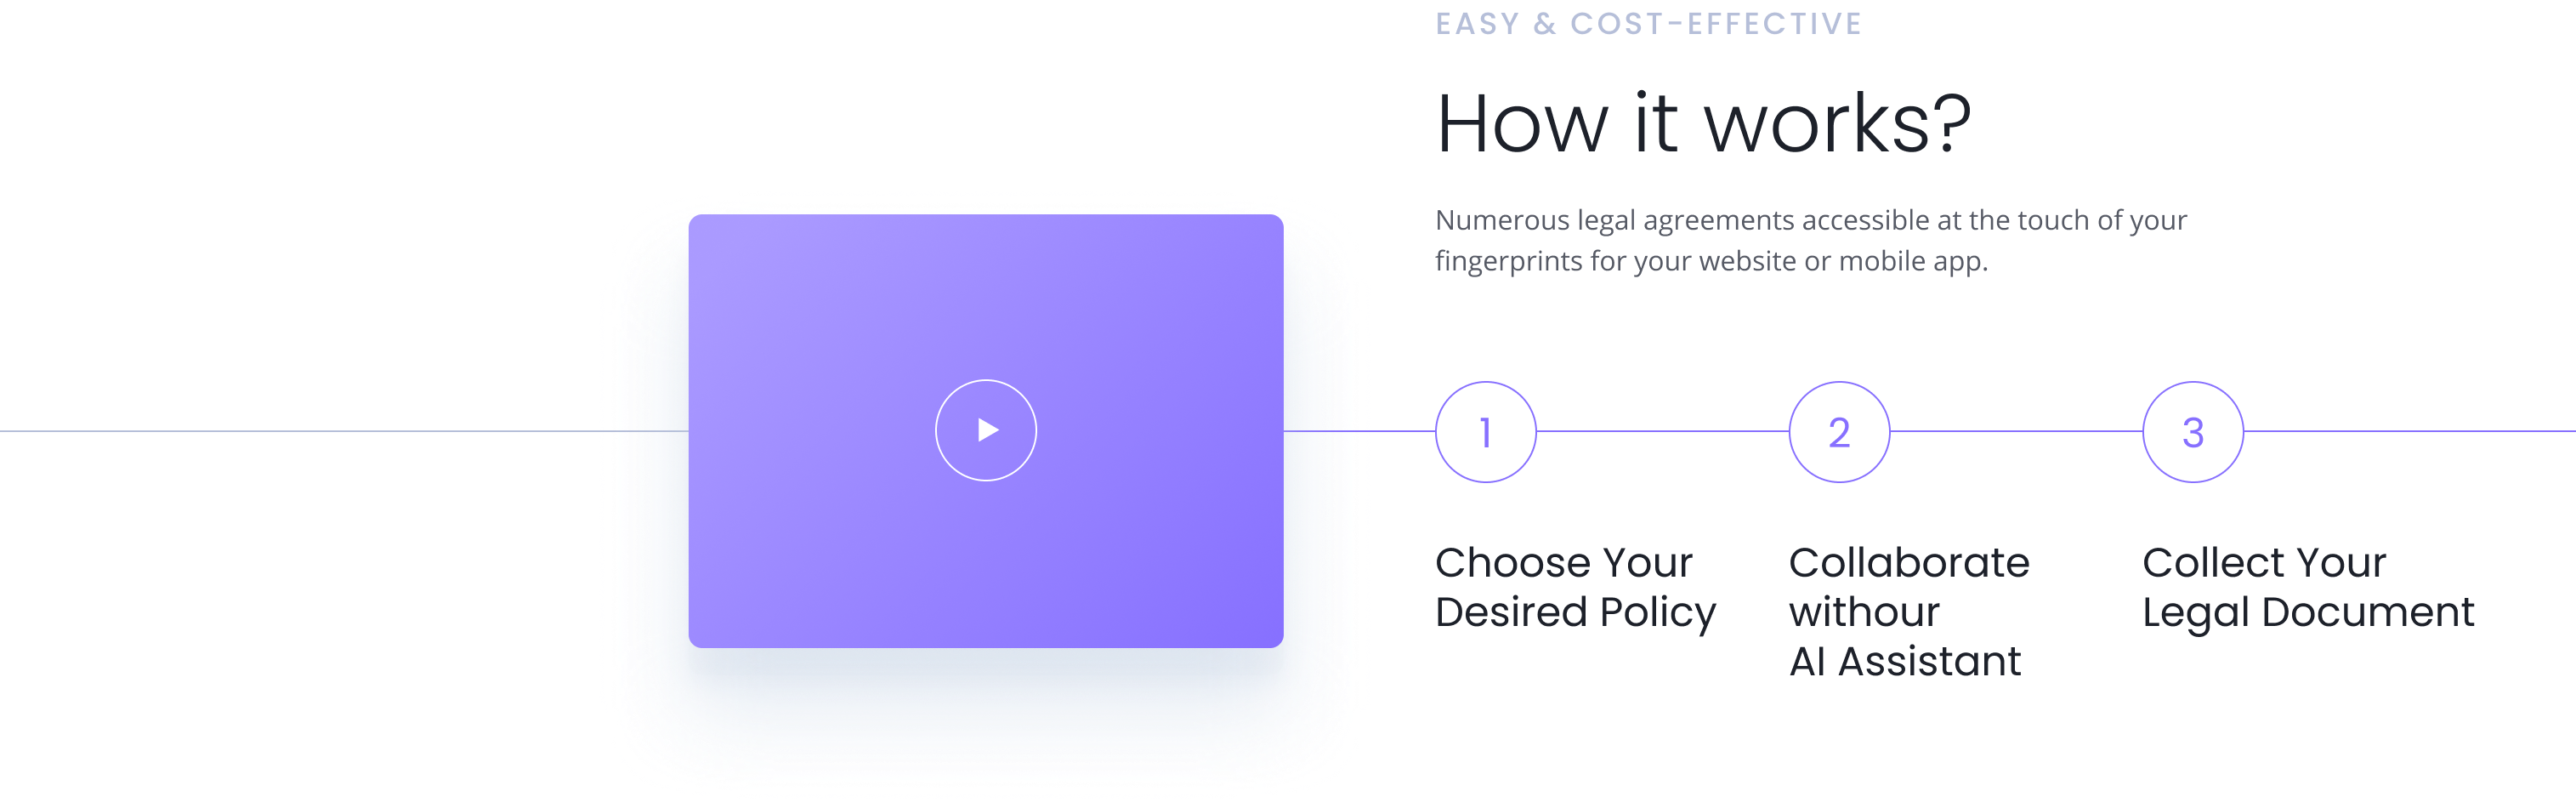 EASY & COST-EFFECTIVE
How it works?
Numerous legal agreements accessible at the touch of your
fingerprints for your website or mobile app.
1
2
3
Choose Your
Desired Policy
Collaborate
withour
AI Assistant
Collect Your
Legal Document